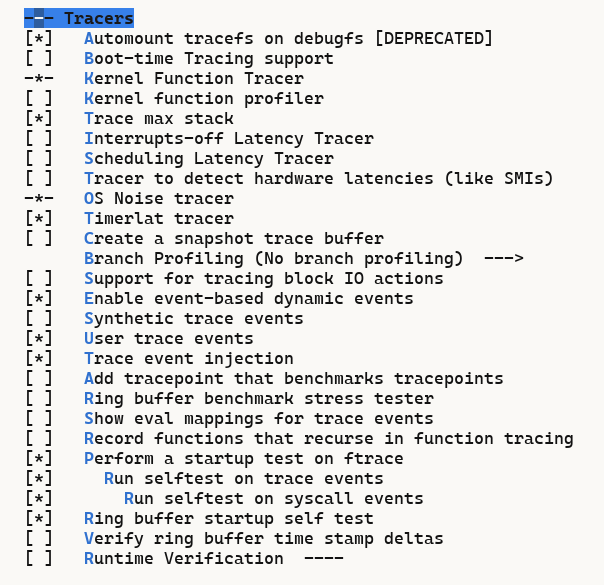 --- Tracers
[*]   Automount tracefs on debugfs [DEPRECATED]
[ ]   Boot-time Tracing support
-*-   Kernel Function Tracer
[ ]   Kernel function profiler
[*]   Trace max stack
[ ]   Interrupts-off Latency Tracer
[ ]   Scheduling Latency Tracer
[ ]   Tracer to detect hardware latencies (like SMIs)
-*-   OS Noise tracer
[*]   Timerlat tracer
[ ]   Create a snapshot trace buffer
      Branch Profiling (No branch profiling)  --->
[ ]   Support for tracing block IO actions
[*]   Enable event-based dynamic events
[ ]   Synthetic trace events
[*]   User trace events
[*]   Trace event injection
[ ]   Add tracepoint that benchmarks tracepoints
[ ]   Ring buffer benchmark stress tester
[ ]   Show eval mappings for trace events
[ ]   Record functions that recurse in function tracing
[*]   Perform a startup test on ftrace
[*]     Run selftest on trace events
[*]       Run selftest on syscall events
[*]   Ring buffer startup self test
[ ]   Verify ring buffer time stamp deltas
[ ]   Runtime Verification  ----